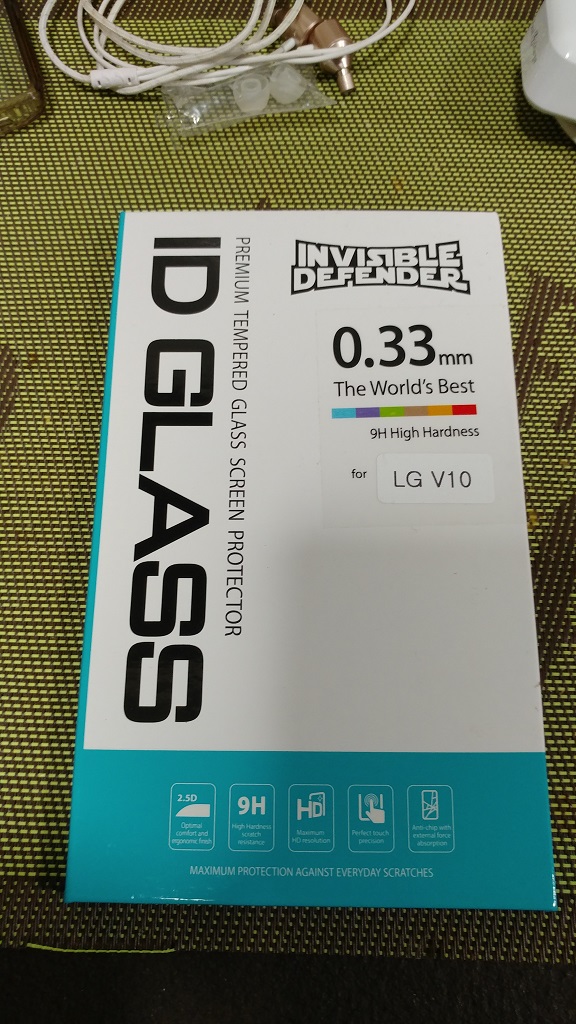 INVISIBLE
DEFENDER
ID GLASS
PREMIUM TEMPERED GLASS SCREEN PROTECTOR
0.33mm
The World's Best
9H High Hardness
for LG V10
2.5D
Optimal
comfort and
ergonomic finish
9H
High Hardness
scratch
resistance
HD
Maximum
HD resolution
Perfect touch
precision
Anti-chip with
external force
absorption
MAXIMUM PROTECTION AGAINST EVERYDAY SCRATCHES